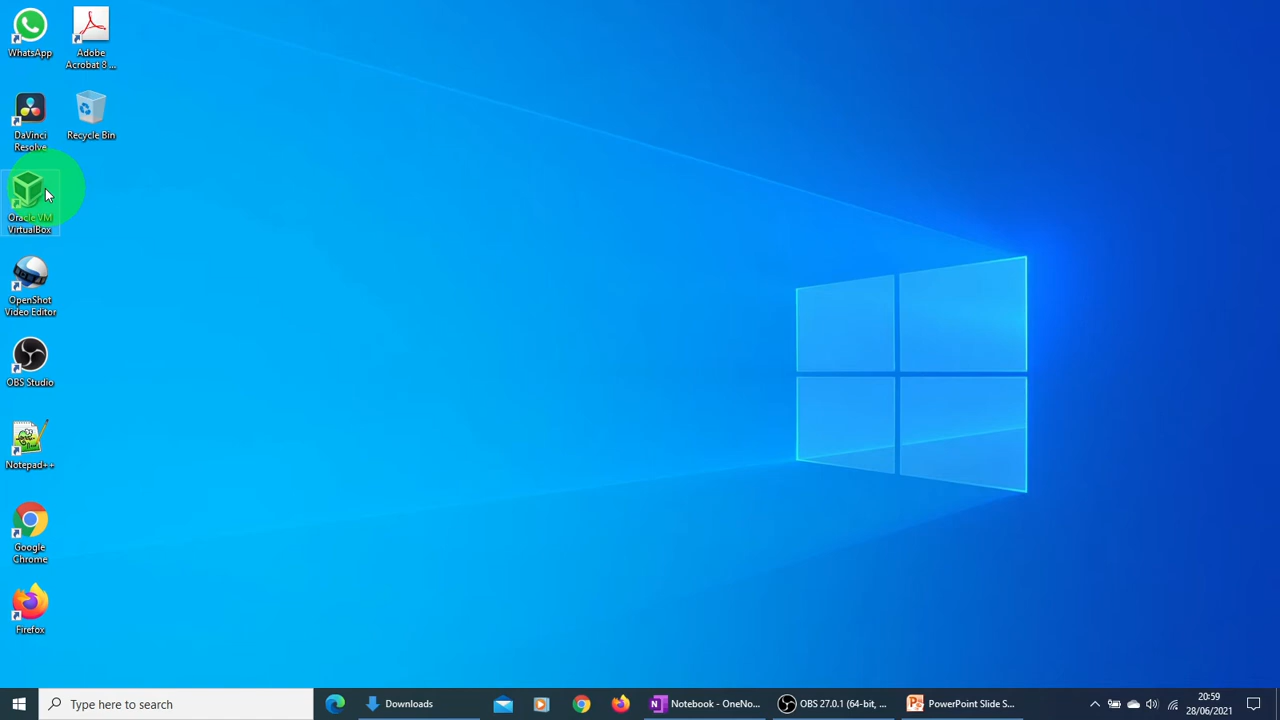 WhatsApp
Adobe
Acrobat 8 ...
DaVinci
Resolve
Recycle Bin
Oracle VM
VirtualBox
OpenShot
Video Editor
OBS Studio
Notepad++
Google
Chrome
Firefox
Type here to search
Downloads
Notebook - OneNo...
OBS 27.0.1 (64-bit, ...
PowerPoint Slide S...
20:59
28/06/2021